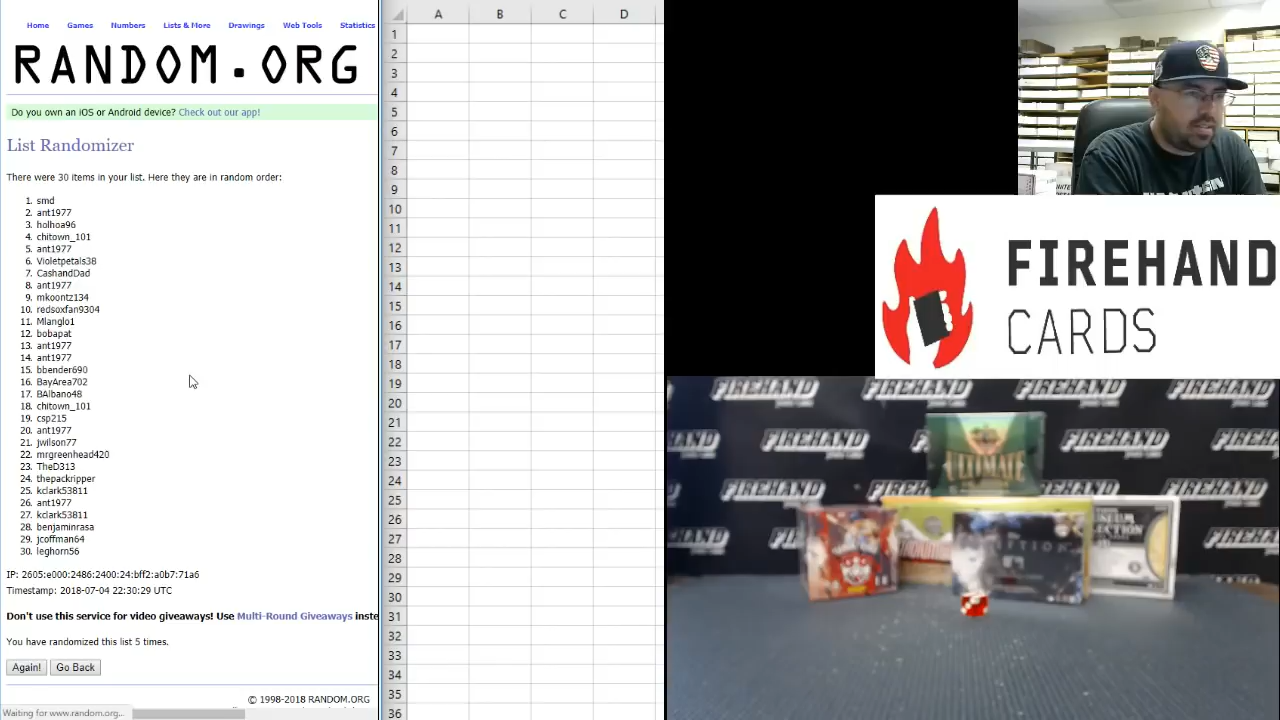 Home Games Numbers Lists & More Drawings Web Tools Statistics
RANDOM.ORG
Do you own an iOS or Android device? Check out our app!
List Randomizer
There were 30 items in your list. Here they are in random order:
1. smd
2. ant1977
3. holhoa96
4. chitown_101
5. ant1977
6. Violetpetals38
7. CashandDad
8. ant1977
9. mkoontz134
10. redsoxfan9304
11. Mlanglo1
12. bobapat
13. ant1977
14. ant1977
15. bbender690
16. BayArea702
17. BAlbano48
18. chitown_101
19. csp215
20. ant1977
21. jwilson77
22. mrgreenhead420
23. TheD313
24. thepackripper
25. kclark53811
26. ant1977
27. kclark53811
28. benjaminrasa
29. jcoffman64
30. leghorn56
IP: 2605:e000:2486:2400:24:bff2:a0b7:71a6
Timestamp: 2018-07-04 22:30:29 UTC
Don't use this service for video giveaways! Use Multi-Round Giveaways inste
You have randomized this list 5 times.
Again! Go Back
© 1998-2018 RANDOM.ORG
Waiting for www.random.org...
A B C D
1
2
3
4
5
6
7
8
9
10
11
12
13
14
15
16
17
18
19
20
21
22
23
24
25
26
27
28
29
30
31
32
33
34
35
36
FIREHAND
CARDS
FIREHAND FIREHAND FIREHAND
FIREHAND FIREHAND
ULTIMATE